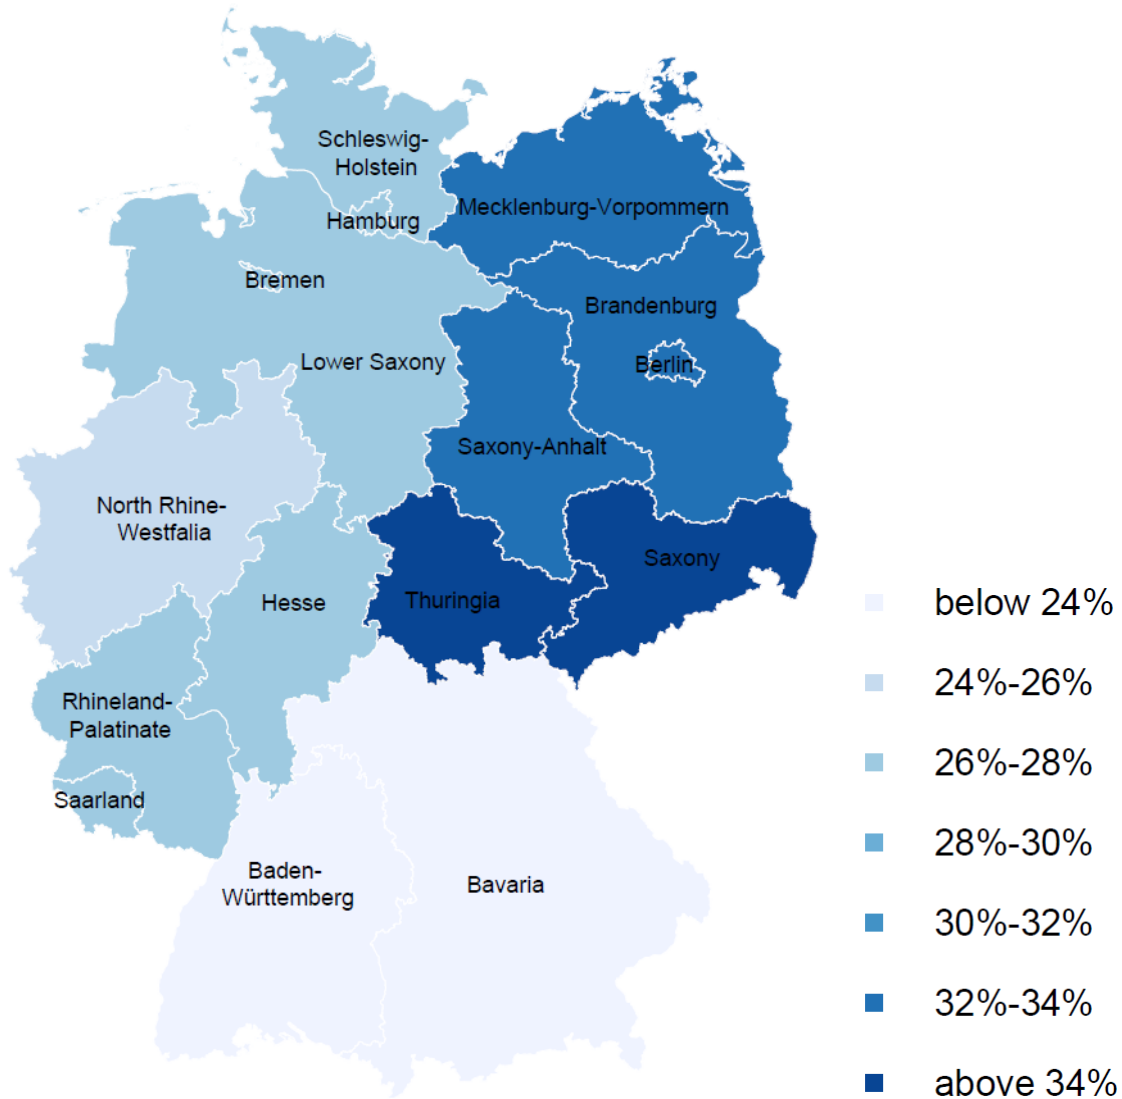 Schleswig-
Holstein
Mecklenburg-Vorpommern
Hamburg
Bremen
Brandenburg
Lower Saxony
Berlin
Saxony-Anhalt
North Rhine-
Westfalia
Saxony
Hesse
Thuringia
Rhineland-
Palatinate
Saarland
Baden-
Württemberg
Bavaria
below 24%
24%-26%
26%-28%
28%-30%
30%-32%
32%-34%
above 34%